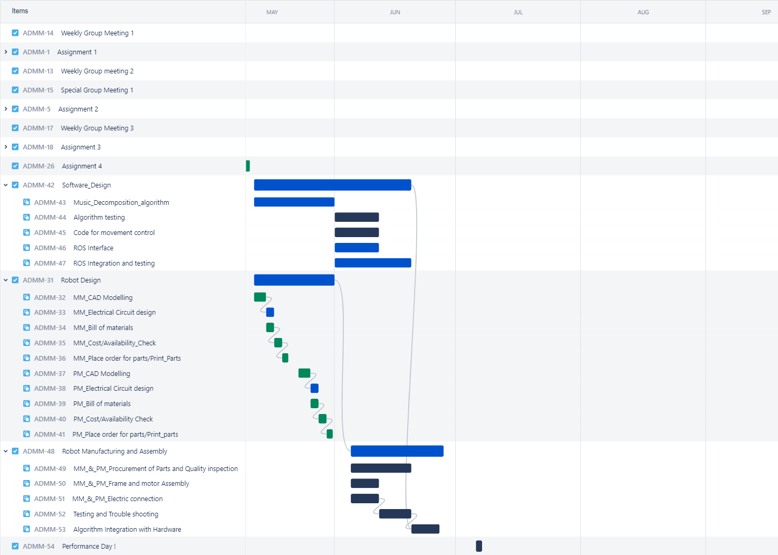 Items MAY JUN JUL AUG SEP
ADMM-14 Weekly Group Meeting 1
ADMM-1 Assignment 1
ADMM-13 Weekly Group meeting 2
ADMM-15 Special Group Meeting 1
ADMM-5 Assignment 2
ADMM-17 Weekly Group Meeting 3
ADMM-18 Assignment 3
ADMM-26 Assignment 4
ADMM-42 Software_Design
ADMM-43 Music_Decomposition_algorithm
ADMM-44 Algorithm testing
ADMM-45 Code for movement control
ADMM-46 ROS Interface
ADMM-47 ROS Integration and testing
ADMM-31 Robot Design
ADMM-32 MM_CAD Modelling
ADMM-33 MM_Electrical Circuit design
ADMM-34 MM_Bill of materials
ADMM-35 MM_Cost/Availability_Check
ADMM-36 MM_Place order for parts/Print_Parts
ADMM-37 PM_CAD Modelling
ADMM-38 PM_Electrical Circuit design
ADMM-39 PM_Bill of materials
ADMM-40 PM_Cost/Availability Check
ADMM-41 PM_Place order for parts/Print_parts
ADMM-48 Robot Manufacturing and Assembly
ADMM-49 MM_&_PM_Procurement of Parts and Quality inspection
ADMM-50 MM_&_PM_Frame and motor Assembly
ADMM-51 MM_&_PM_Electric connection
ADMM-52 Testing and Trouble shooting
ADMM-53 Algorithm Integration with Hardware
ADMM-54 Performance Day !